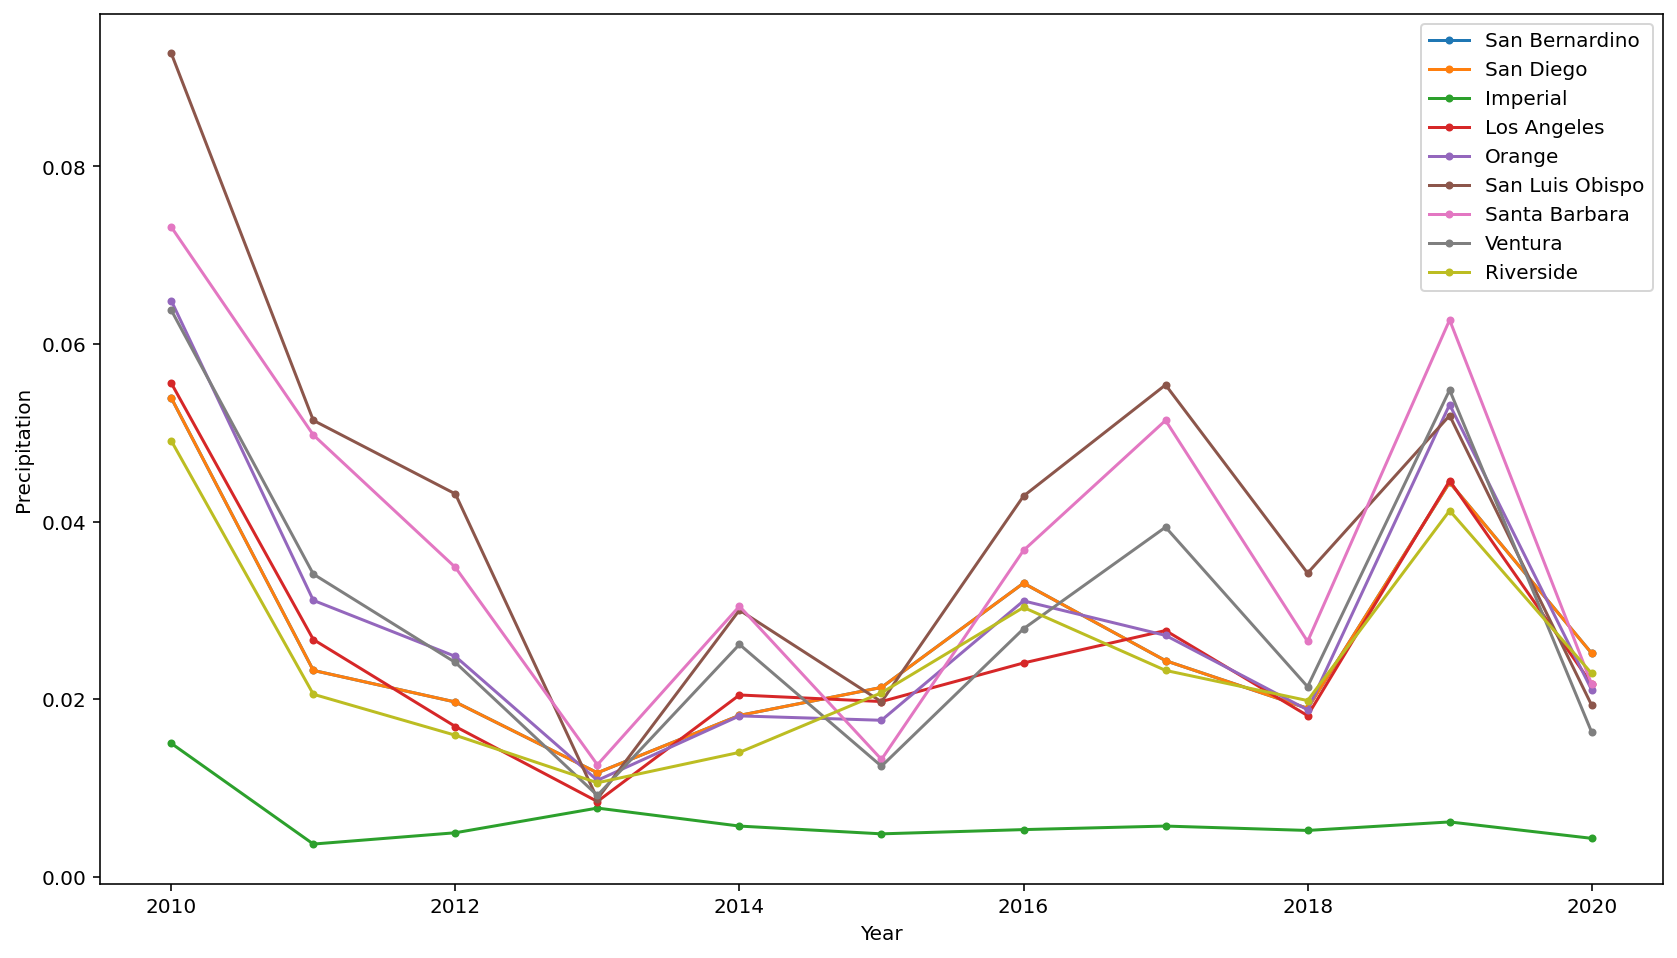 San Bernardino
San Diego
Imperial
Los Angeles
Orange
San Luis Obispo
Santa Barbara
Ventura
Riverside
Precipitation
0.08
0.06
0.04
0.02
0.00
2010 2012 2014 2016 2018 2020
Year